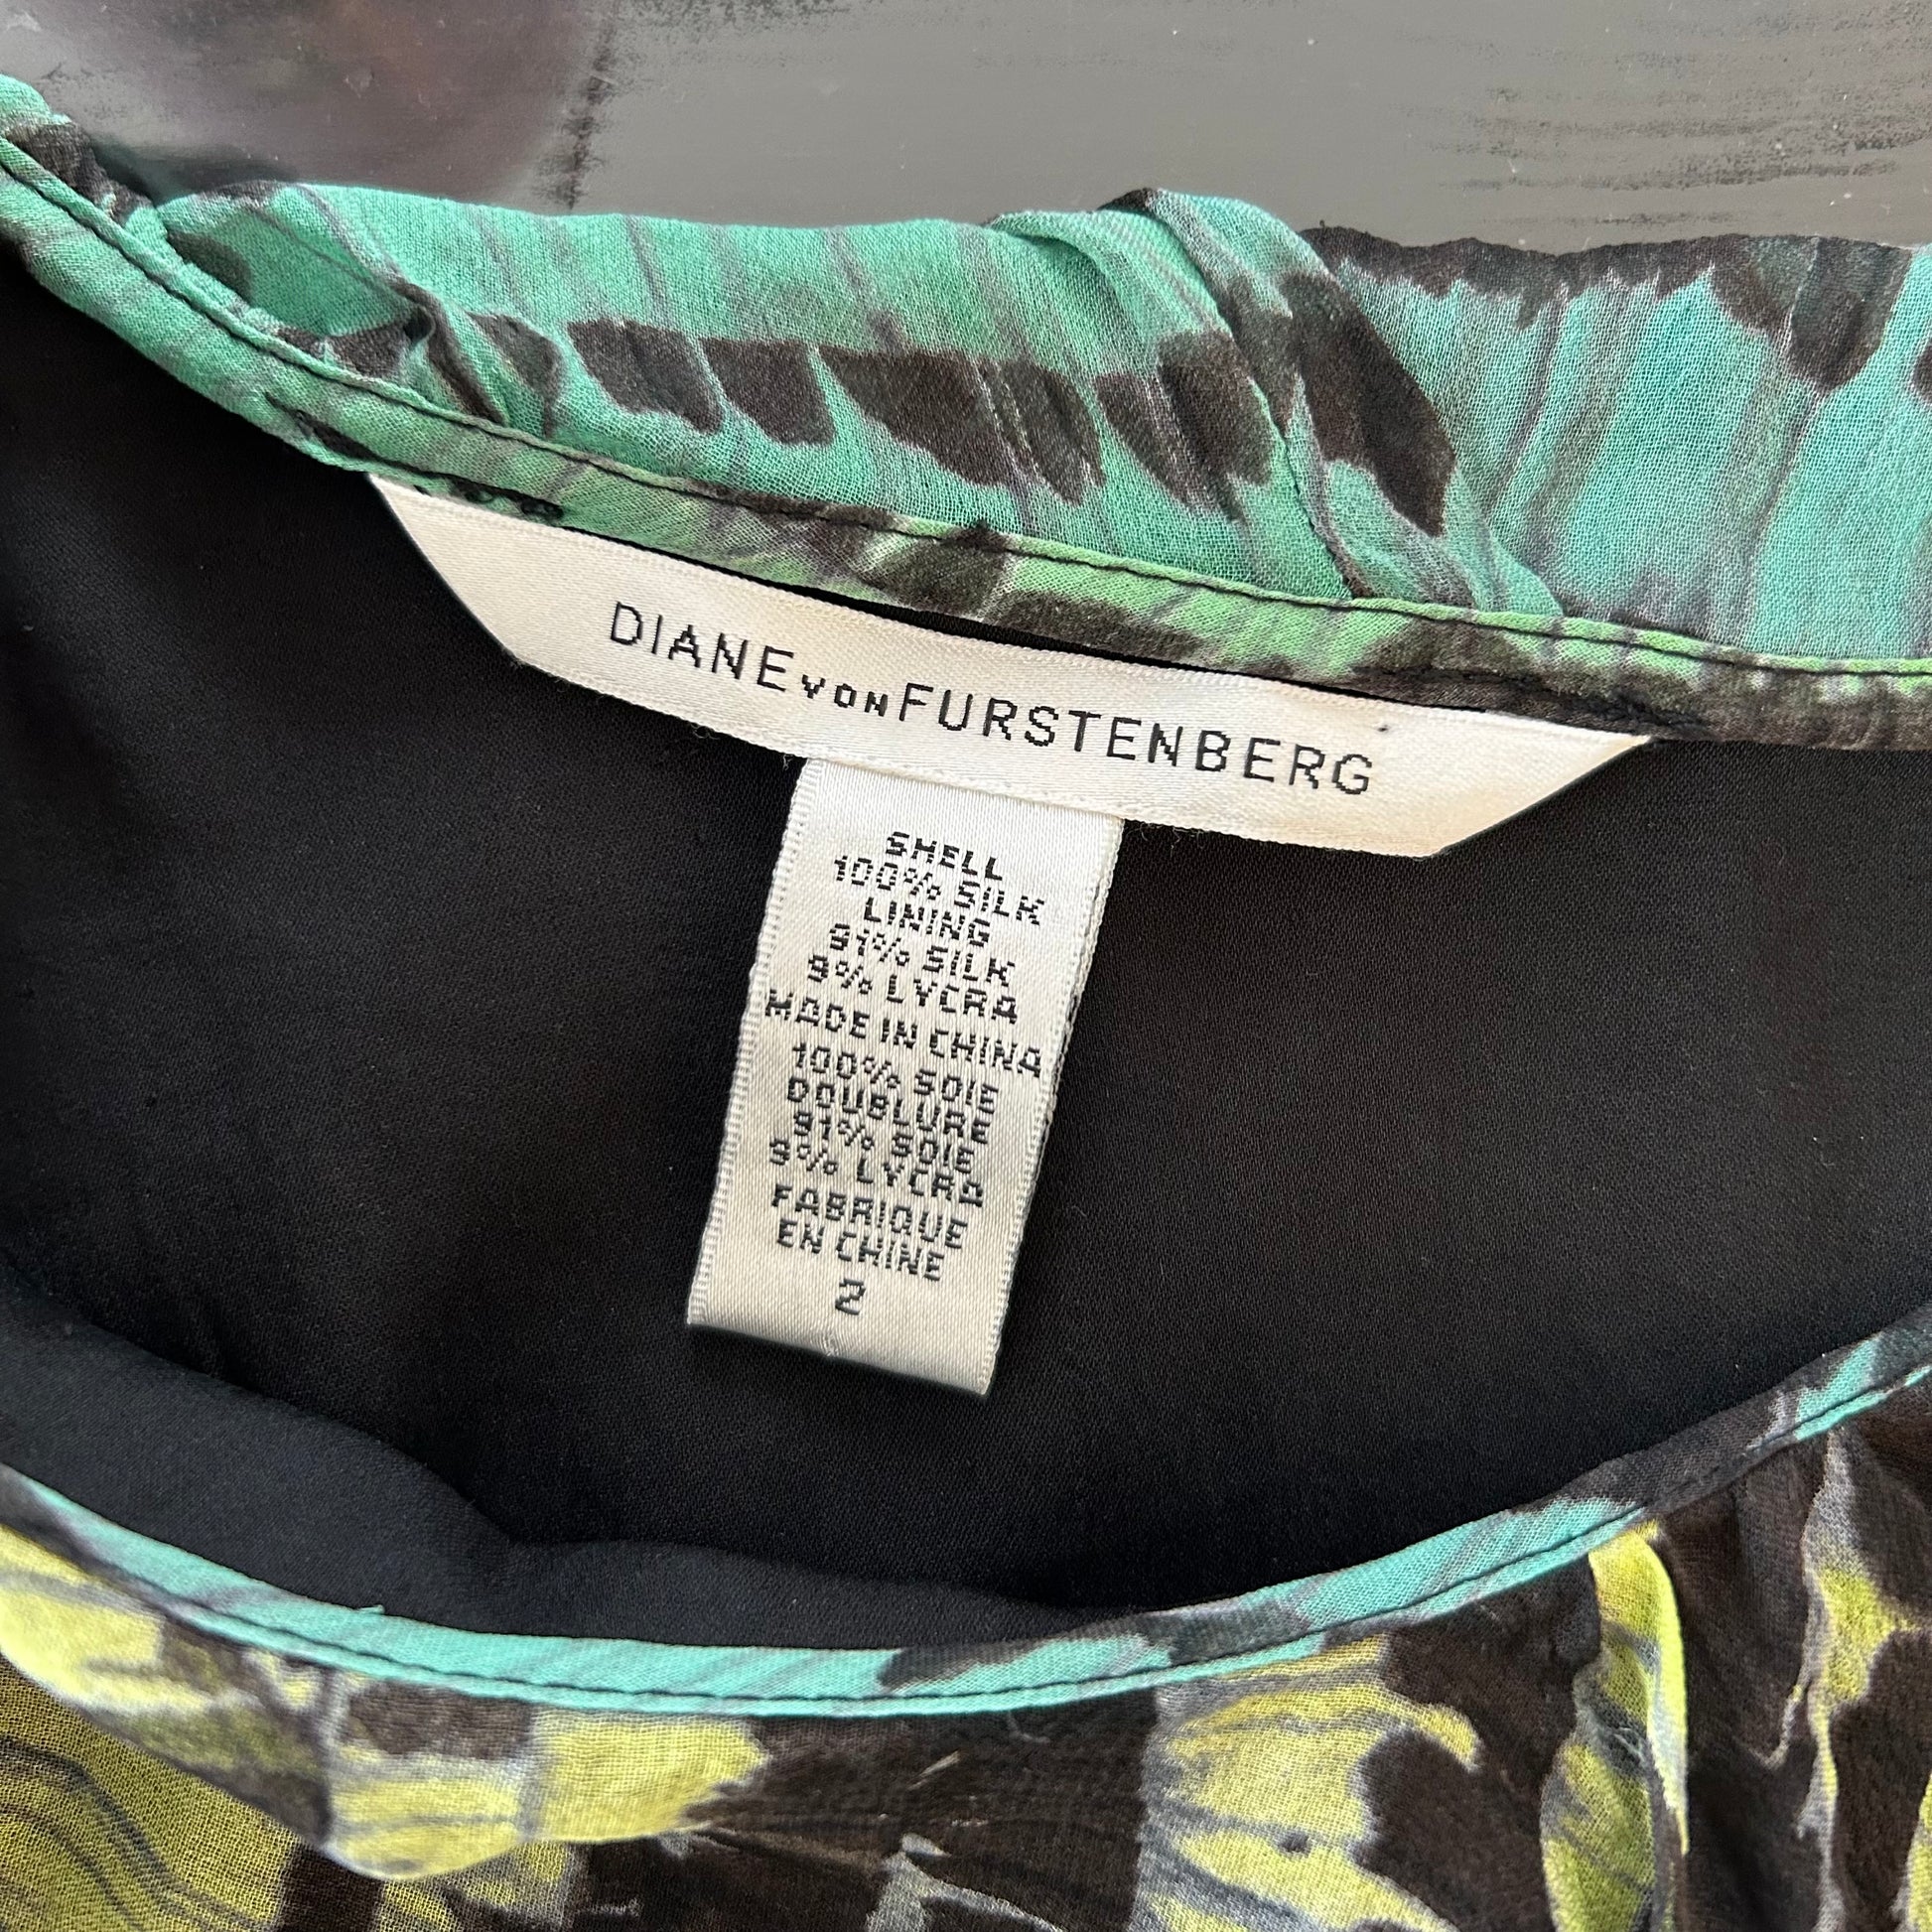 DIANE VON FURSTENBERG
SHELL
100% SILK
LINING
91% SILK
9% LYCRA
MADE IN CHINA
100% SOIE
DOUBLURE
91% SOIE
9% LYCRA
FABRIQUE
EN CHINE
2